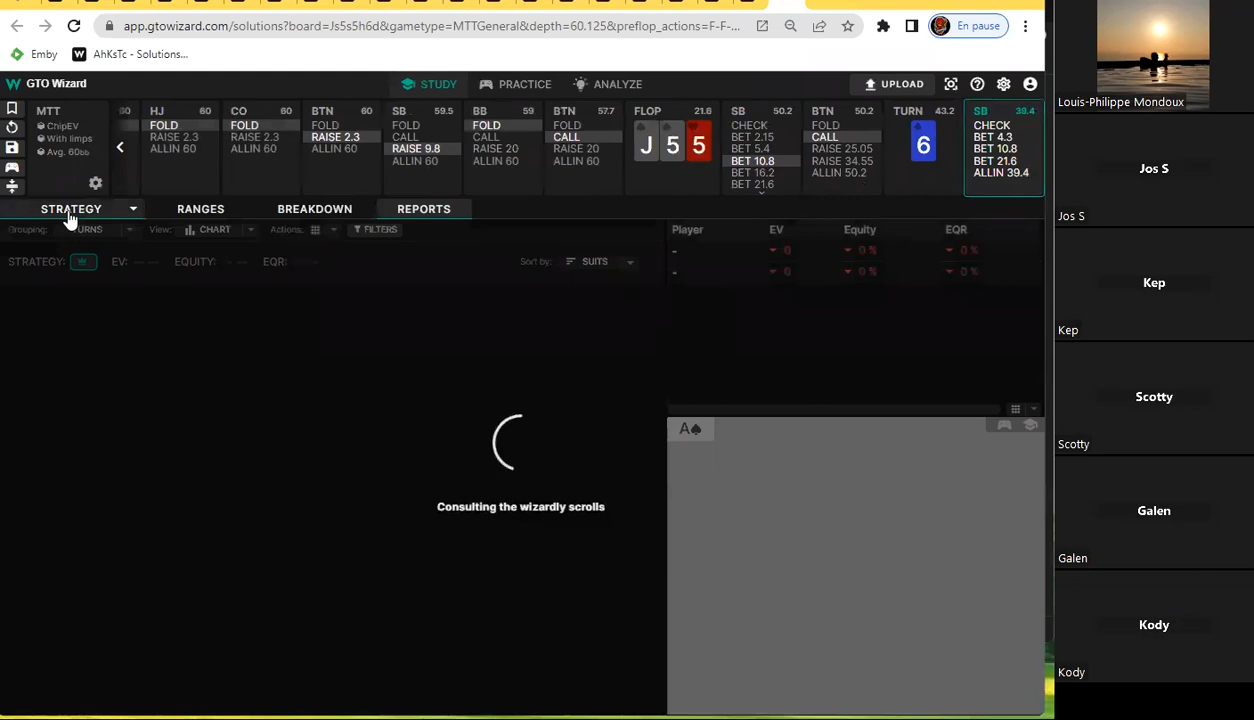 app.gtowizard.com/solutions?board=Js5s5h6d&gametype=MTTGeneral&depth=60.125&preflop_actions=F-F-...
En pause
Emby
AhKsTc - Solutions...
GTO Wizard
STUDY
PRACTICE
ANALYZE
UPLOAD
MTT
ChipEV
With limps
Avg. 60bb
HJ 60
FOLD
RAISE 2.3
ALLIN 60
CO 60
FOLD
RAISE 2.3
ALLIN 60
BTN 60
FOLD
RAISE 2.3
ALLIN 60
SB 59.5
FOLD
CALL
RAISE 9.8
ALLIN 60
BB 59
FOLD
CALL
RAISE 20
ALLIN 60
BTN 57.7
FOLD
CALL
RAISE 20
ALLIN 60
FLOP 21.6
J 5 5
SB 50.2
CHECK
BET 2.15
BET 5.4
BET 10.8
BET 16.2
BET 21.6
BTN 50.2
FOLD
CALL
RAISE 25.05
RAISE 34.55
ALLIN 50.2
TURN 43.2
6
SB 39.4
CHECK
BET 4.3
BET 10.8
BET 21.6
ALLIN 39.4
STRATEGY
RANGES
BREAKDOWN
REPORTS
Grouping: TURNS
View: CHART
Actions:
FILTERS
STRATEGY:
EV: -- --
EQUITY: -- --
EQR:
Sort by: SUITS
Player EV Equity EQR
- 0 0 % 0 %
- 0 0 % 0 %
Consulting the wizardly scrolls
A♠
Louis-Philippe Mondoux
Jos S
Jos S
Kep
Kep
Scotty
Scotty
Galen
Galen
Kody
Kody